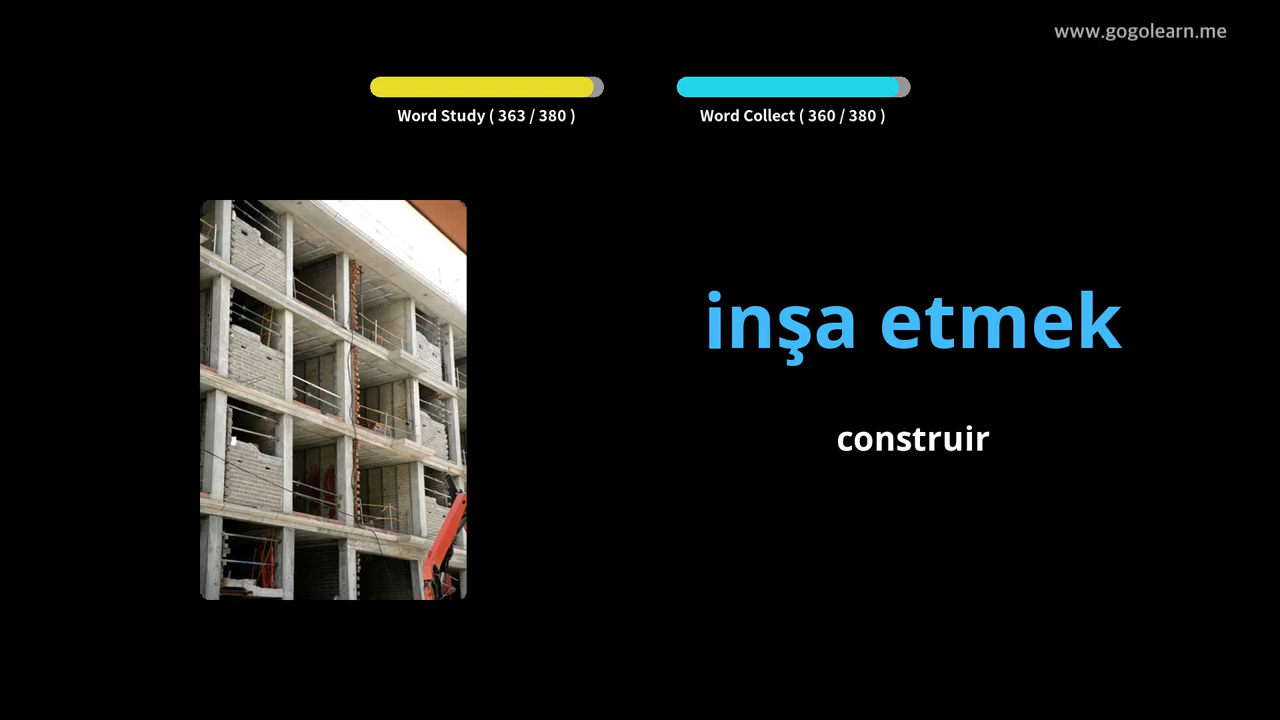 www.gogolearn.me
Word Study ( 363 / 380 )
Word Collect ( 360 / 380 )
inşa etmek
construir